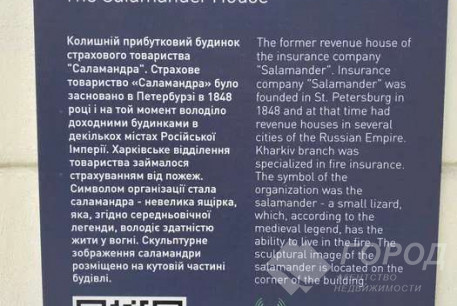 The Salamander House
Колишній прибутковий будинок
страхового товариства
"Саламандра". Страхове
товариство «Саламандра» було
засновано в Петербурзі в 1848
році і на той момент володіло
доходними будинками в
декількох містах Російської
Імперії. Харківське відділення
товариства займалося
страхуванням від пожеж.
Символом організації стала
саламандра - невелика ящірка,
яка, згідно середньовічної
легенди, володіє здатністю
жити у вогні. Скульптурне
зображення саламандри
розміщено на кутовій частині
будівлі.
The former revenue house of
the insurance company
"Salamander". Insurance
company "Salamander" was
founded in St. Petersburg in
1848 and at that time had
revenue houses in several
cities of the Russian Empire.
Kharkiv branch was
specialized in fire insurance.
The symbol of the
organization was the
salamander - a small lizard,
which, according to the
medieval legend, has the
ability to live in the fire. The
sculptural image of the
salamander is located on the
corner of the building.
ГОРОД
АГЕНТСТВО
НЕДВИЖИМОСТИ